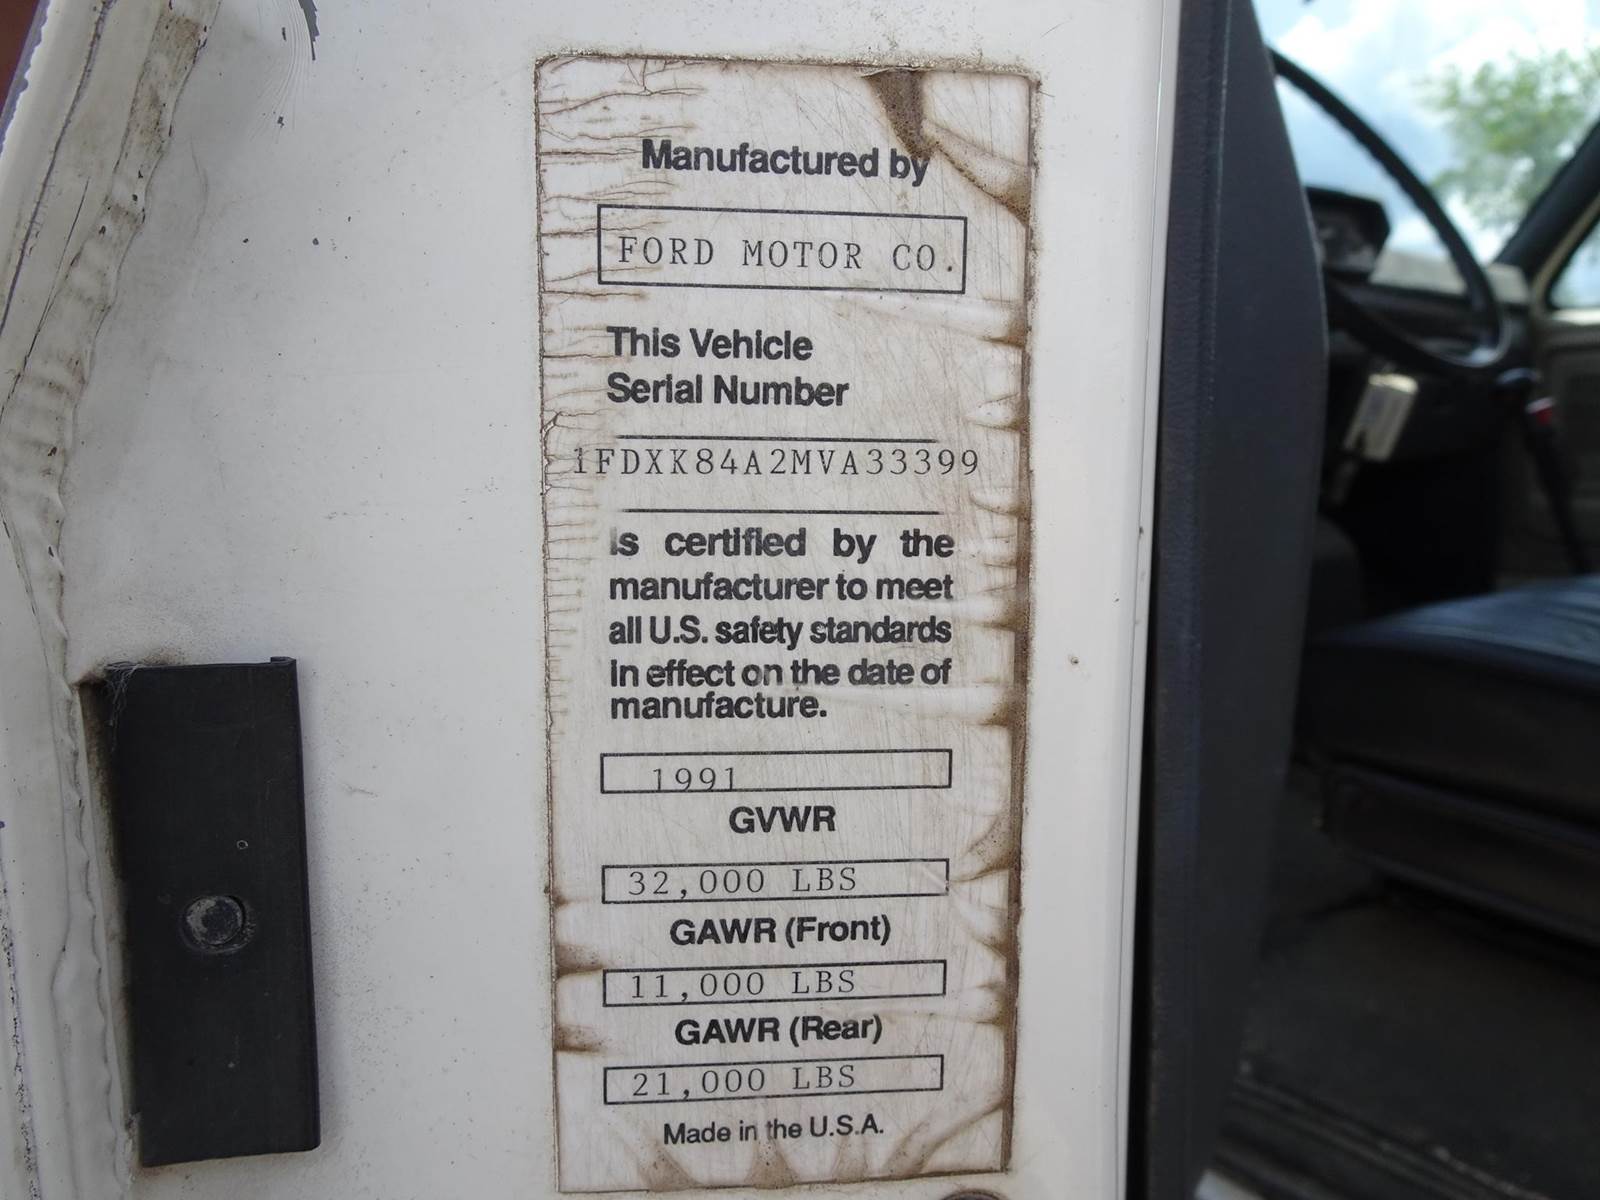 Manufactured by
FORD MOTOR CO.
This Vehicle
Serial Number
1FDXK84A2MVA33399
is certified by the
manufacturer to meet
all U.S. safety standards
in effect on the date of
manufacture.
1991
GVWR
32,000 LBS
GAWR (Front)
11,000 LBS
GAWR (Rear)
21,000 LBS
Made in the U.S.A.